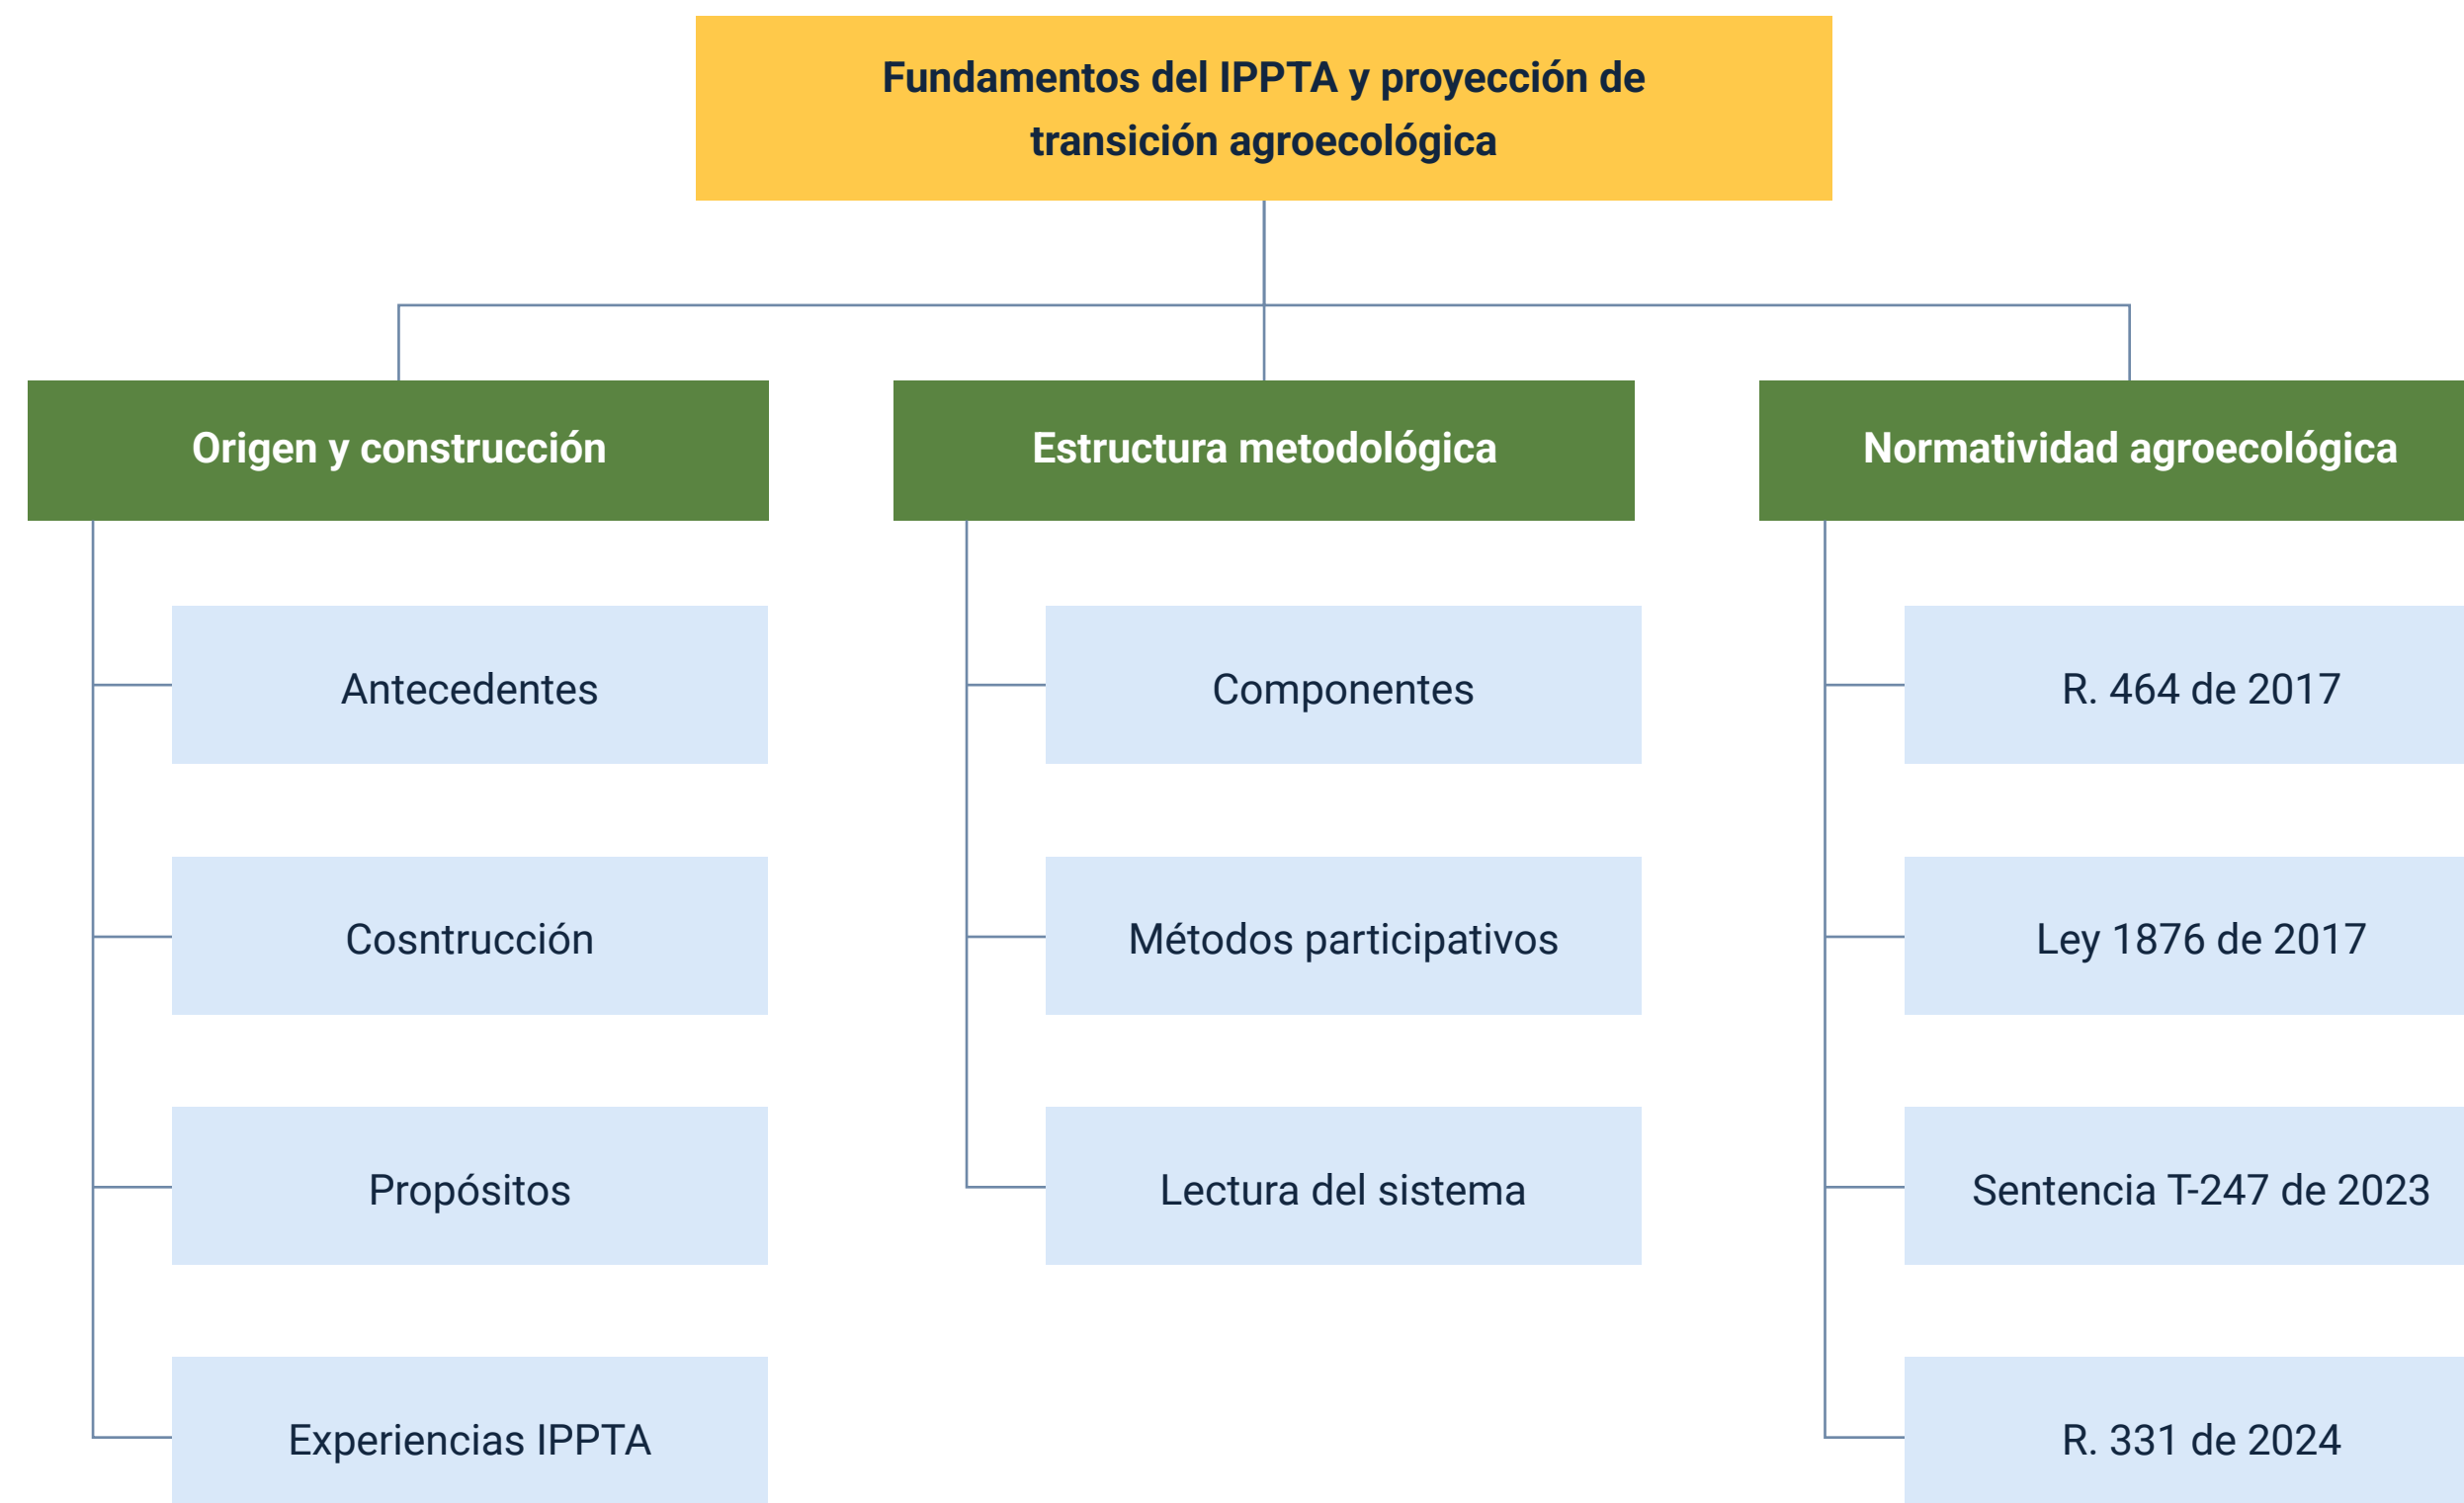 Fundamentos del IPPTA y proyección de
transición agroecológica
Origen y construcción
Estructura metodológica
Normatividad agroecológica
Antecedentes
Componentes
R. 464 de 2017
Cosntrucción
Métodos participativos
Ley 1876 de 2017
Propósitos
Lectura del sistema
Sentencia T-247 de 2023
Experiencias IPPTA
R. 331 de 2024